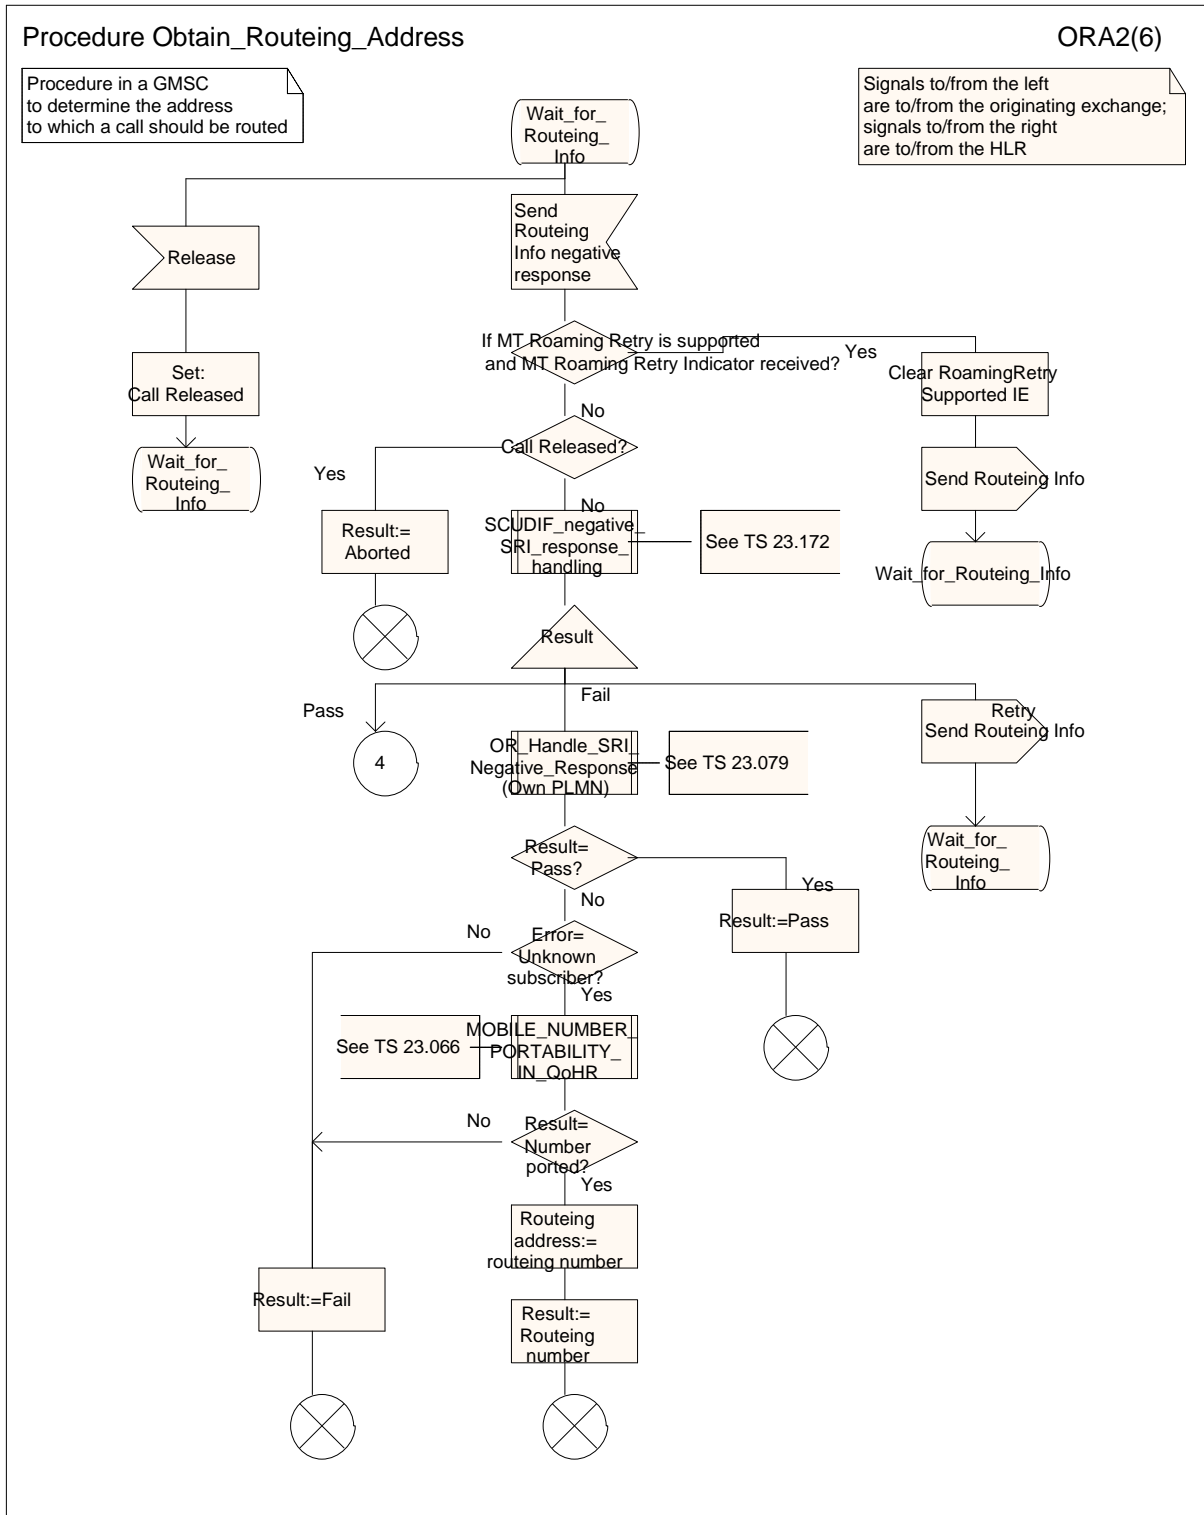 Procedure Obtain_Routeing_Address
ORA2(6)
Procedure in a GMSC
to determine the address
to which a call should be routed
Signals to/from the left
are to/from the originating exchange;
signals to/from the right
are to/from the HLR
Wait_for_
Routeing_
Info
Release
Send
Routeing
Info negative
response
Set:
Call Released
Wait_for_
Routeing_
Info
If MT Roaming Retry is supported
and MT Roaming Retry Indicator received?
Yes
Clear RoamingRetry
Supported IE
No
Call Released?
Yes
Send Routeing Info
No
Result:=
Aborted
SCUDIF_negative_
SRI_response_
handling
See TS 23.172
Wait_for_Routeing_Info
Result
Pass
Fail
Retry
Send Routeing Info
4
OR_Handle_SRI_
Negative_Response
(Own PLMN)
See TS 23.079
Wait_for_
Routeing_
Info
Result=
Pass?
Yes
No
Result:=Pass
Error=
Unknown
subscriber?
No
Yes
See TS 23.066
MOBILE_NUMBER_
PORTABILITY_
IN_QoHR
Result=
Number
ported?
No
Yes
Routeing
address:=
routeing number
Result:=Fail
Result:=
Routeing
number